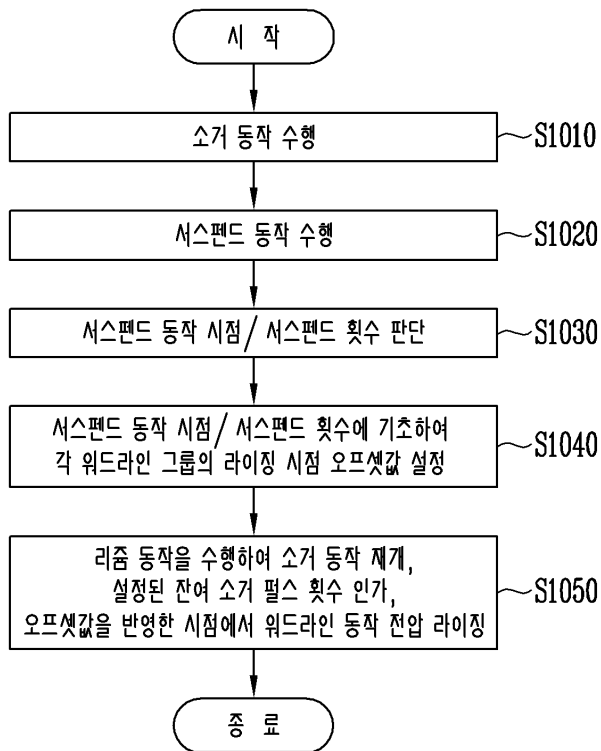 시 작
소거 동작 수행
S1010
서스펜드 동작 수행
S1020
서스펜드 동작 시점/ 서스펜드 횟수 판단
S1030
서스펜드 동작 시점/ 서스펜드 횟수에 기초하여
각 워드라인 그룹의 라이징 시점 오프셋값 설정
S1040
리줌 동작을 수행하여 소거 동작 재개,
설정된 잔여 소거 펄스 횟수 인가,
오프셋값을 반영한 시점에서 워드라인 동작 전압 라이징
S1050
종 료